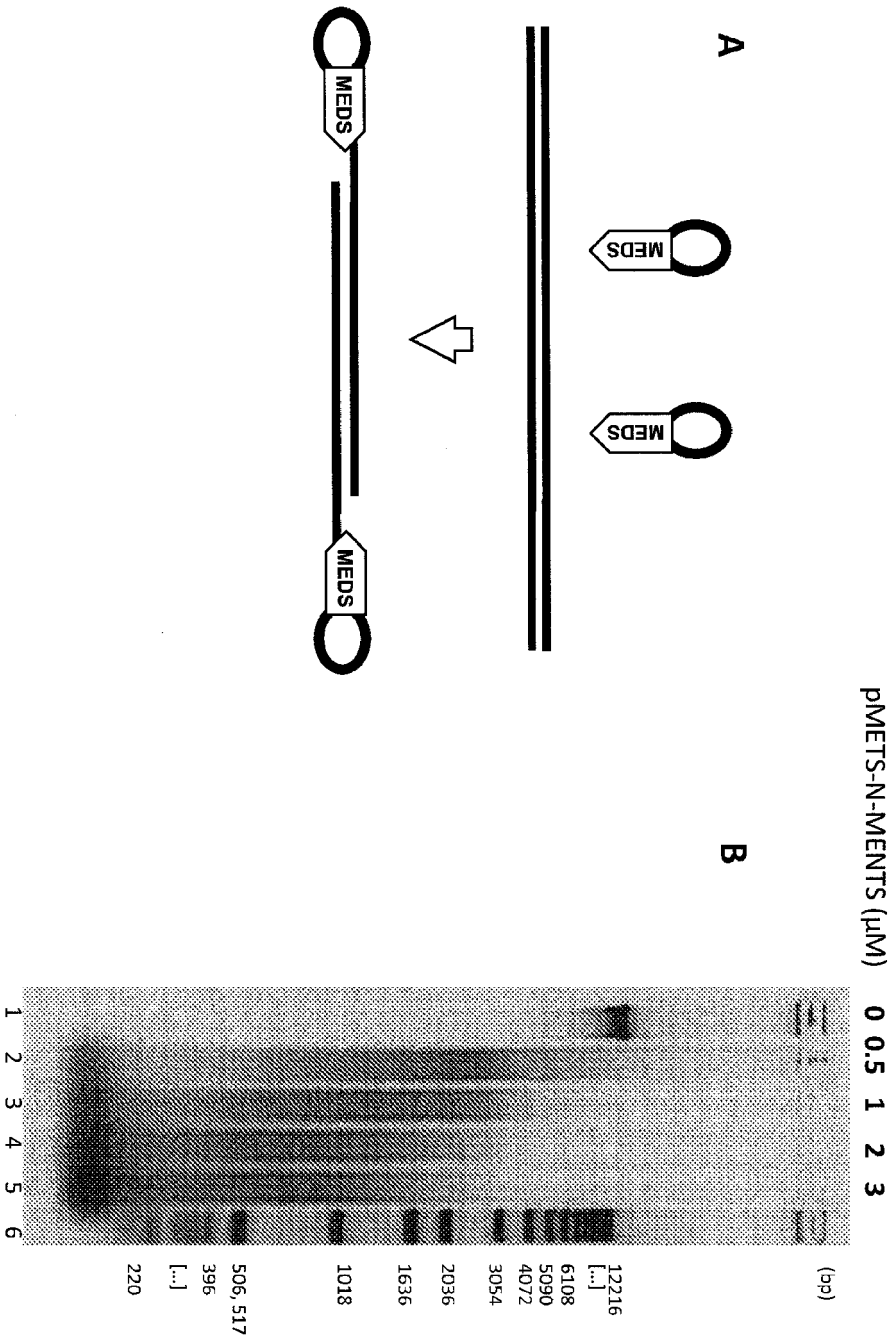 A
MEDS
MEDS
MEDS
MEDS
B
pMETS-N-MENTS (µM)
0 0.5 1 2 3
(bp)
12216
[...]
6108
5090
4072
3054
2036
1636
1018
506, 517
396
[...]
220
1 2 3 4 5 6